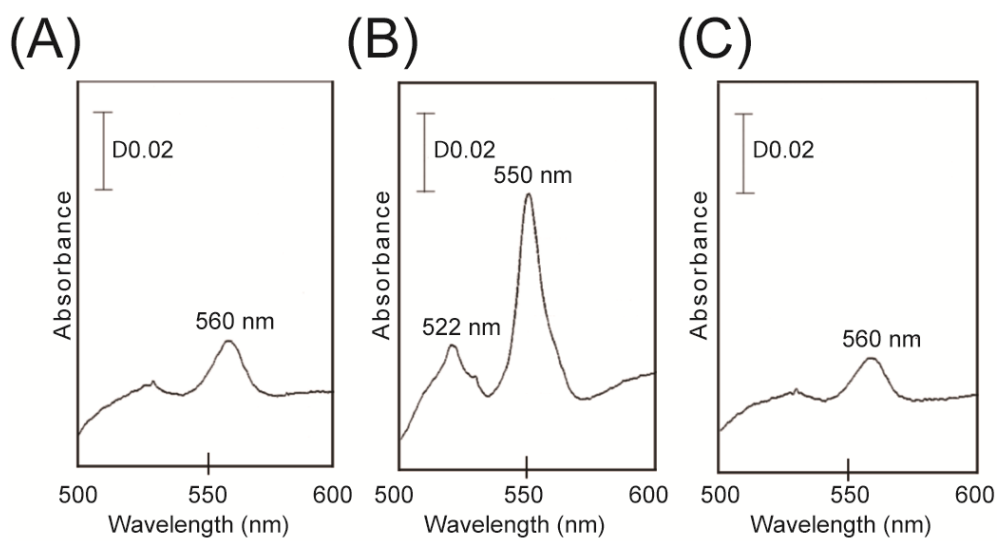 (A)
D0.02
560 nm
Absorbance
500
550
600
Wavelength (nm)
(B)
D0.02
550 nm
522 nm
Absorbance
500
550
600
Wavelength (nm)
(C)
D0.02
560 nm
Absorbance
500
550
600
Wavelength (nm)